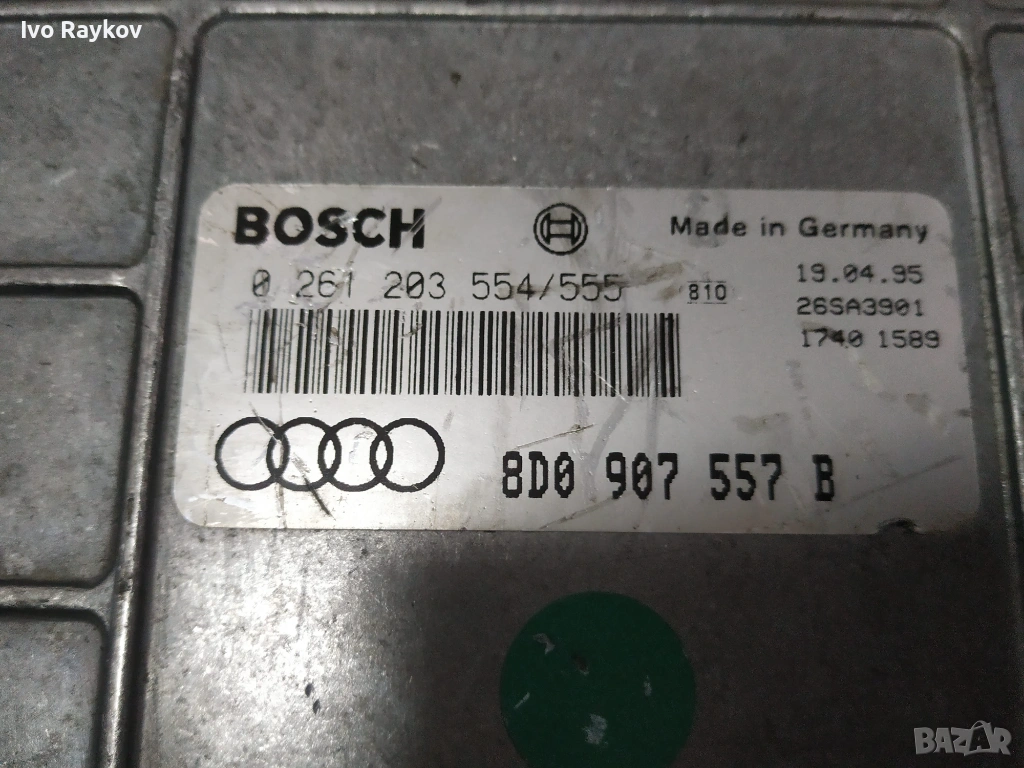 Ivo Raykov
BOSCH
Made in Germany
0 261 203 554/555
810
19.04.95
26SA3901
1740 1589
8D0 907 557 B
BAZAR